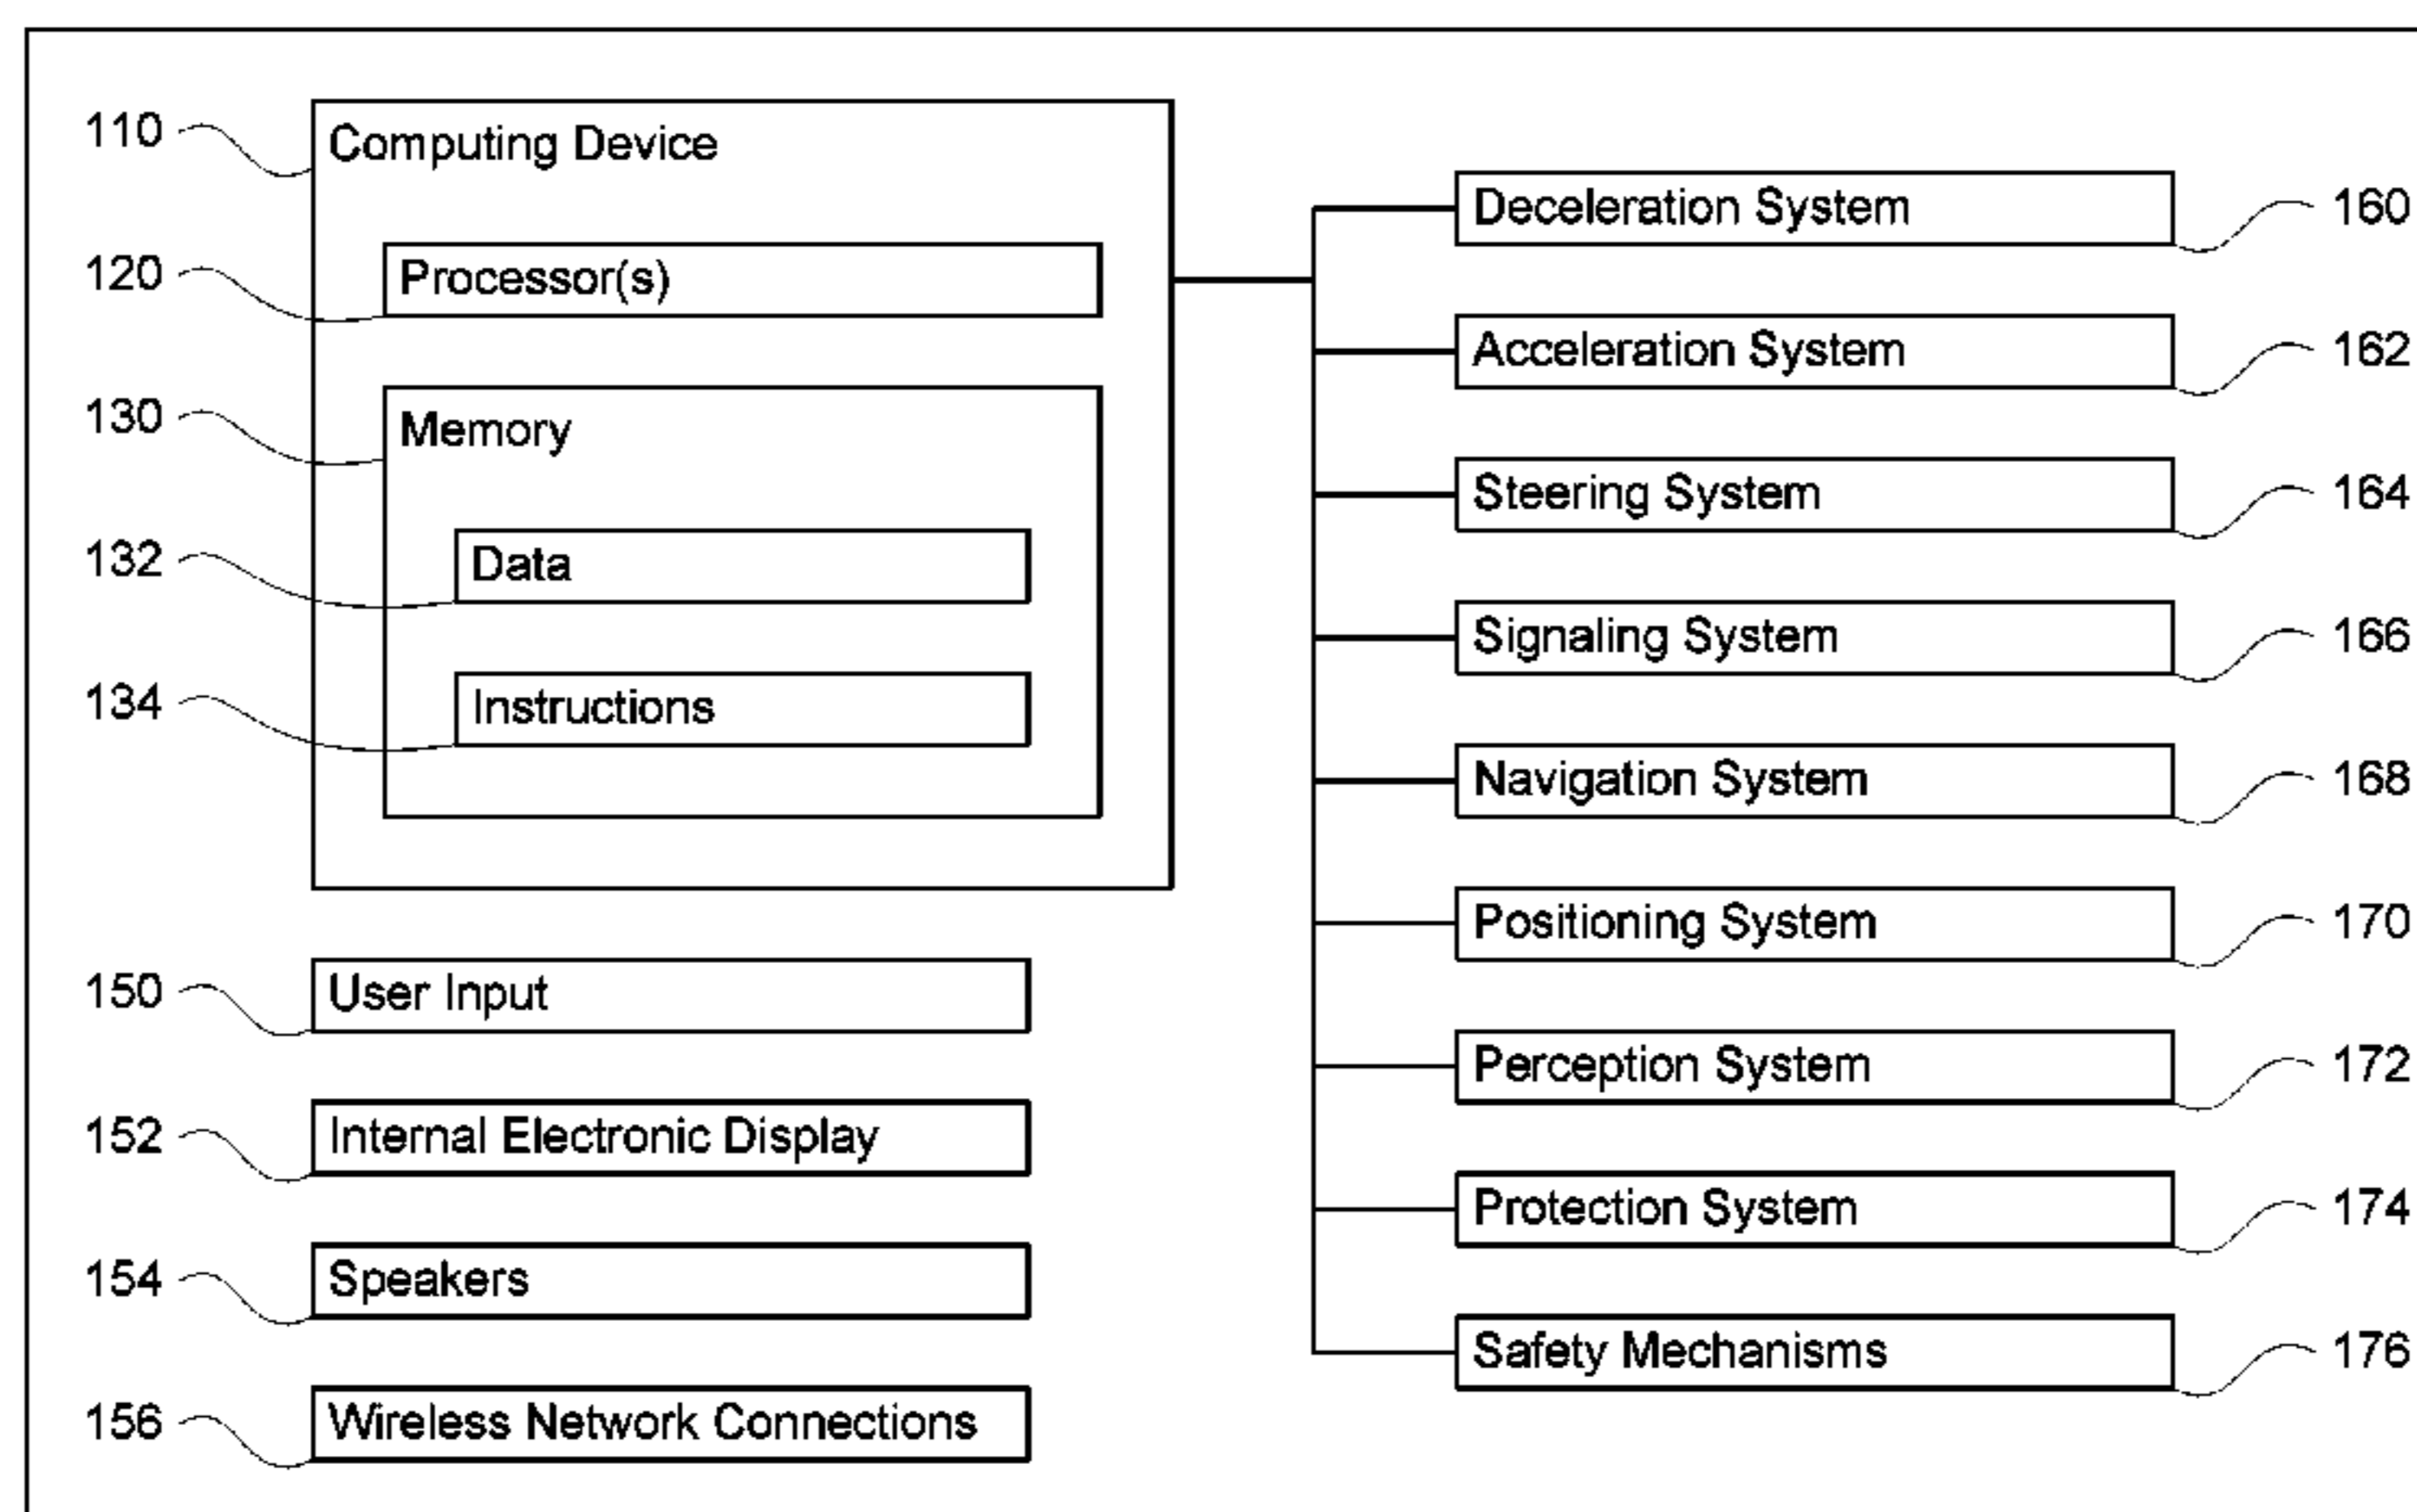 110 Computing Device
120 Processor(s)
130 Memory
132 Data
134 Instructions
150 User Input
152 Internal Electronic Display
154 Speakers
156 Wireless Network Connections
Deceleration System 160
Acceleration System 162
Steering System 164
Signaling System 166
Navigation System 168
Positioning System 170
Perception System 172
Protection System 174
Safety Mechanisms 176